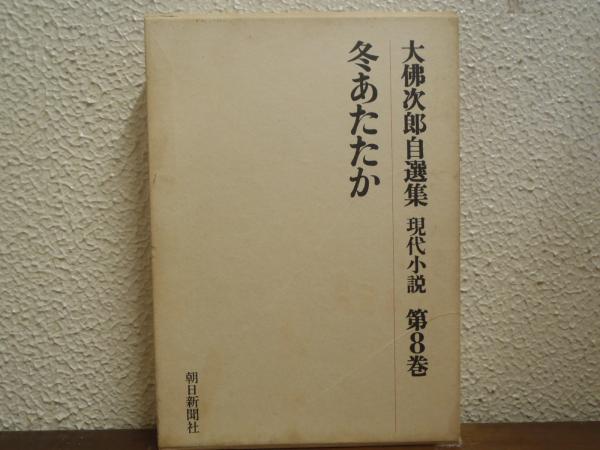 大佛次郎自選集 現代小説 第8巻
冬あたたか
朝日新聞社